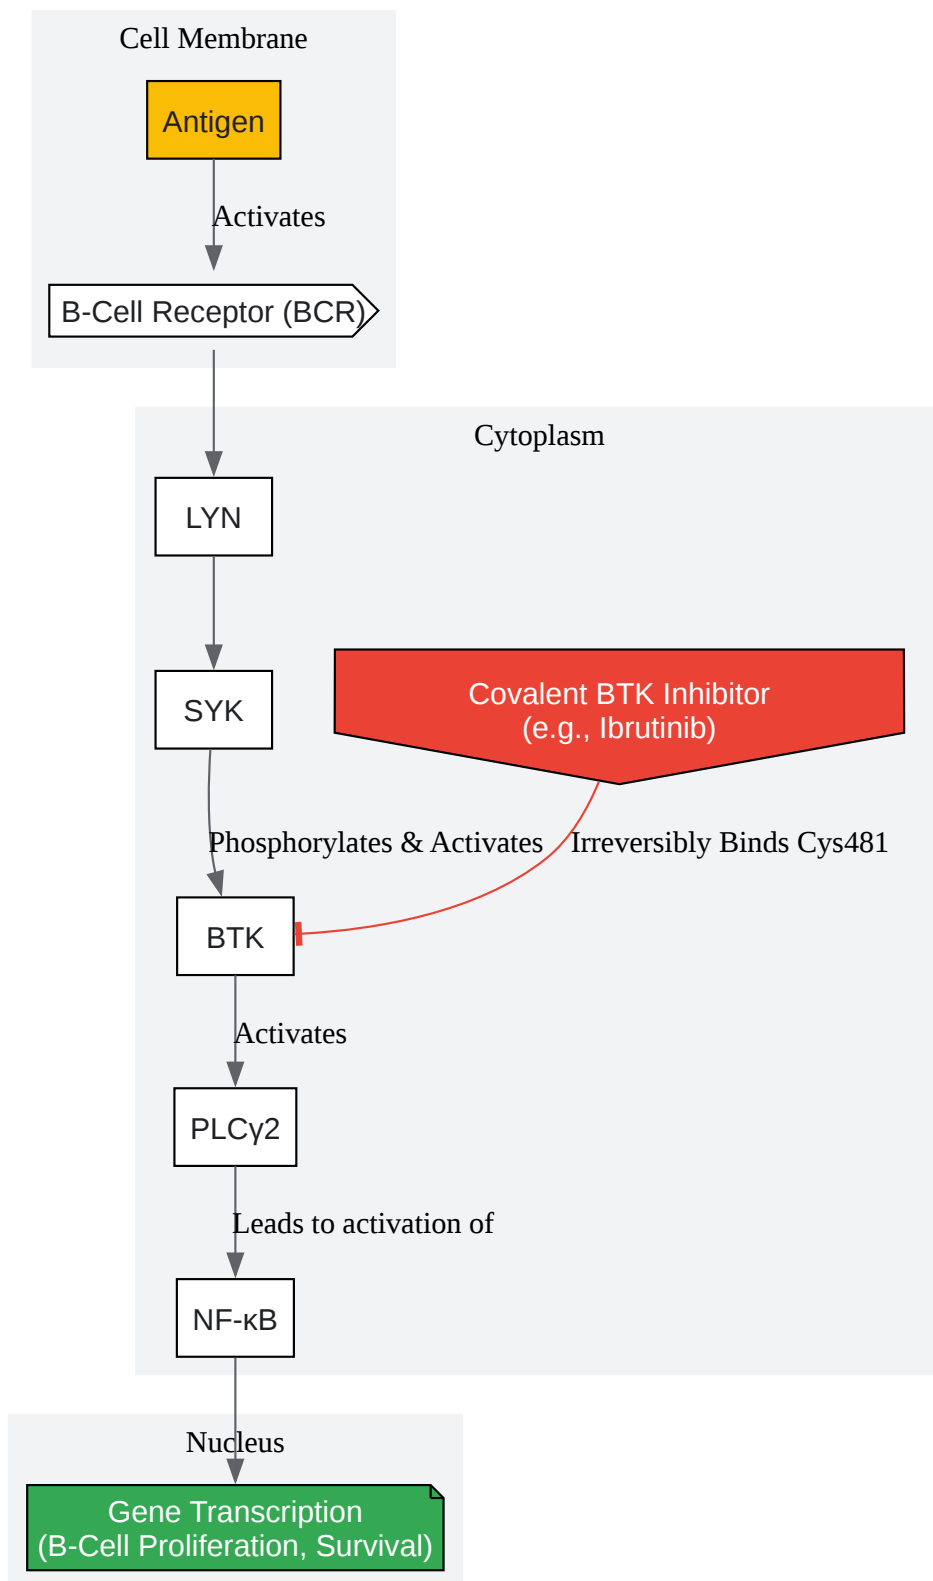 Cell Membrane
Antigen
Activates
B-Cell Receptor (BCR)
Cytoplasm
LYN
SYK
Covalent BTK Inhibitor
(e.g., Ibrutinib)
Phosphorylates & Activates
Irreversibly Binds Cys481
BTK
Activates
PLCγ2
Leads to activation of
NF-κB
Nucleus
Gene Transcription
(B-Cell Proliferation, Survival)